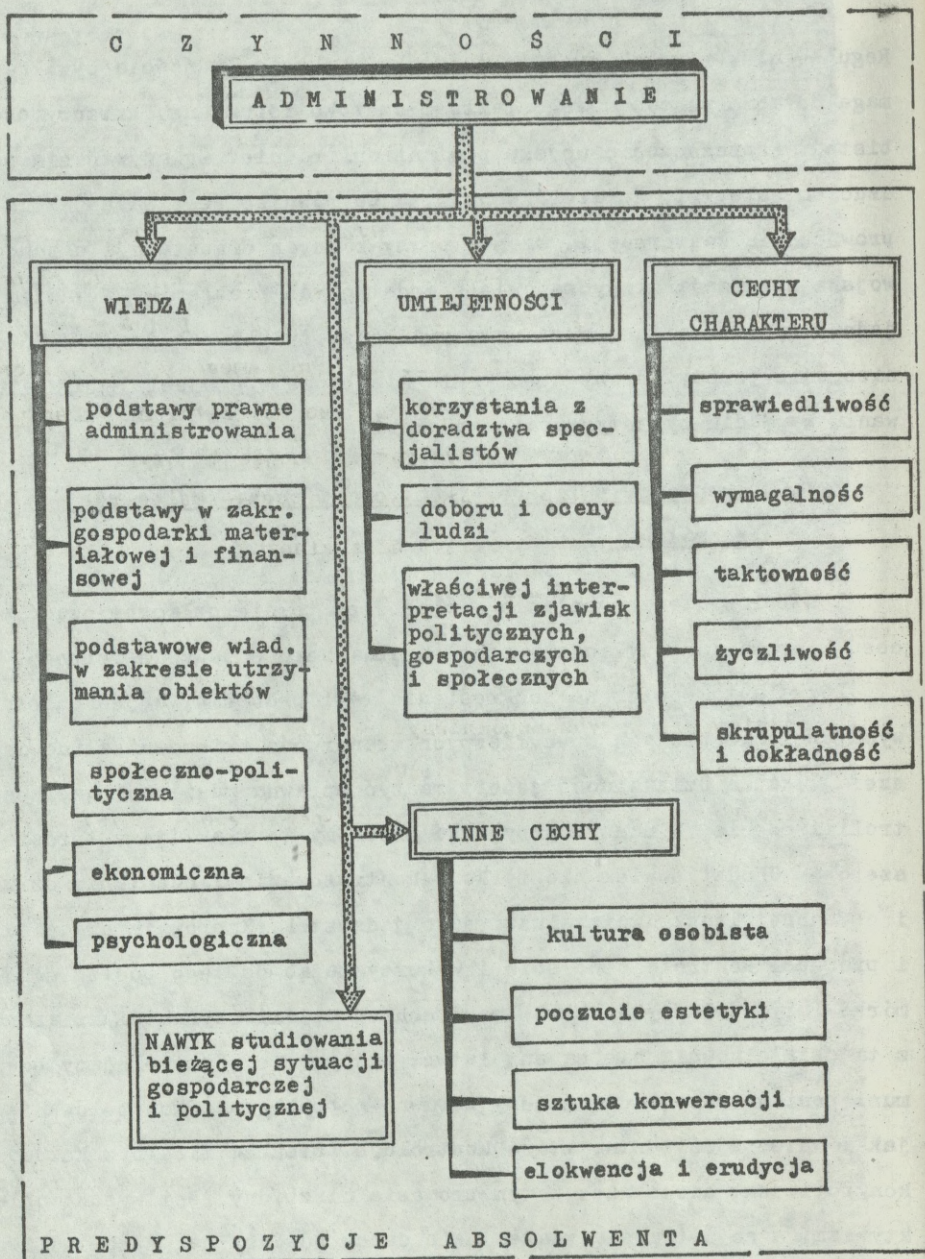 C Z Y N N O Ś C I
ADMINISTROWANIE
WIEDZA
podstawy prawne
administrowania
podstawy w zakr.
gospodarki mater-
iałowej i finan-
sowej
podstawowe wiad.
w zakresie utrzy-
mania obiektów
społeczno-poli-
tyczna
ekonomiczna
psychologiczna
UMIEJĘTNOŚCI
korzystania z
doradztwa spec-
jalistów
doboru i oceny
ludzi
właściwej inter-
pretacji zjawisk
politycznych,
gospodarczych
i społecznych
CECHY
CHARAKTERU
sprawiedliwość
wymagalność
taktowność
życzliwość
skrupulatność
i dokładność
INNE CECHY
kultura osobista
poczucie estetyki
sztuka konwersacji
elokwencja i erudycja
NAWYK studiowania
bieżącej sytuacji
gospodarczej
i politycznej
PREDYSPOZYCJE ABSOLWENTA